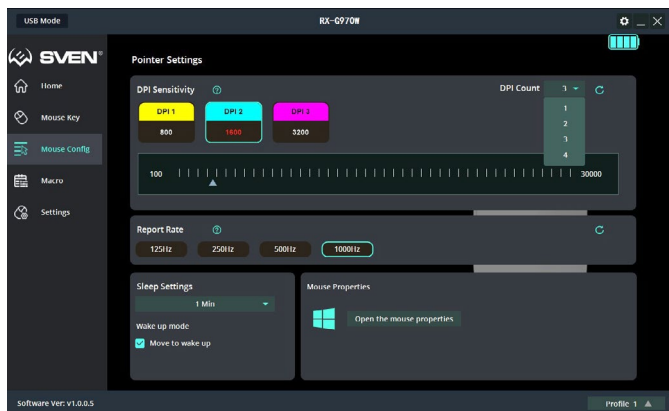 USB Mode
RX-G970W
SVEN®
Home
Mouse Key
Mouse Config
Macro
Settings
Pointer Settings
DPI Sensitivity
DPI Count 3
1
2
3
4
DPI 1 DPI 2 DPI 3
800 1600 3200
100 30000
Report Rate
125Hz 250Hz 500Hz 1000Hz
Sleep Settings
1 Min
Wake up mode
Move to wake up
Mouse Properties
Open the mouse properties
Software Ver: v1.0.0.5
Profile 1